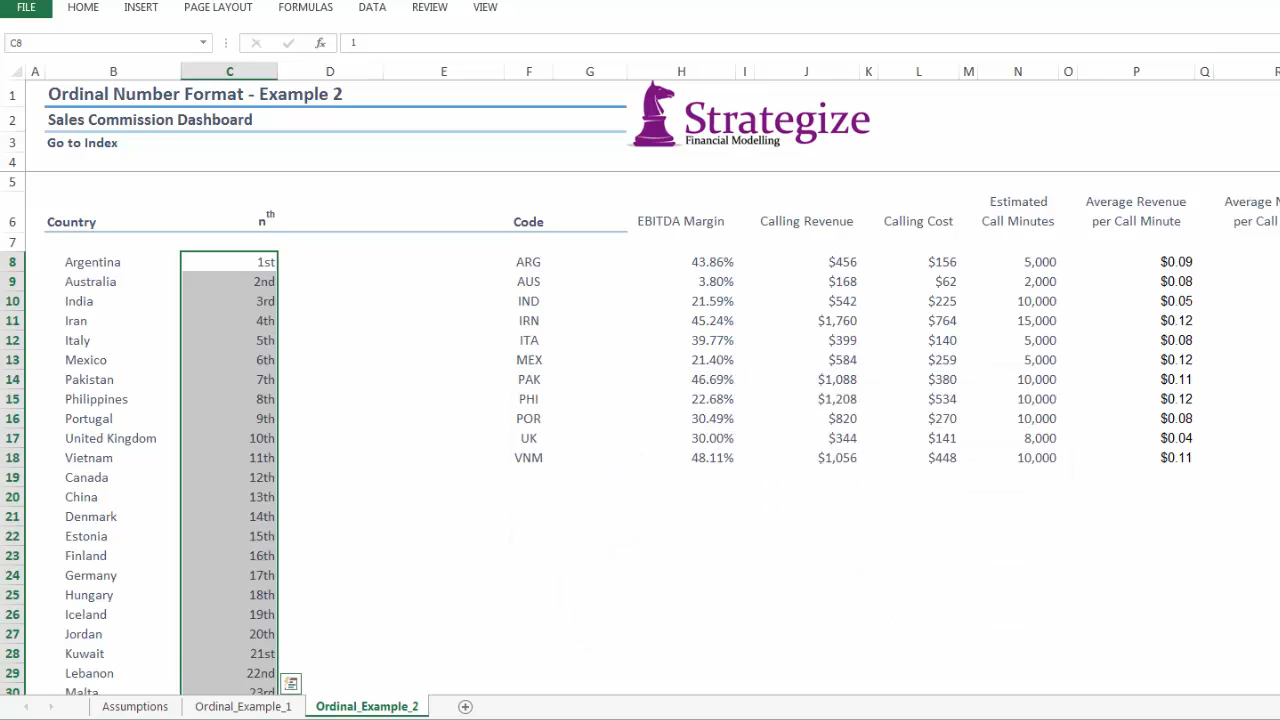 FILE HOME INSERT PAGE LAYOUT FORMULAS DATA REVIEW VIEW
C8 fx 1
A B C D E F G H I J K L M N O P Q R
1 Ordinal Number Format - Example 2
Strategize
Financial Modelling
2 Sales Commission Dashboard
3 Go to Index
4
5
Estimated Average Revenue Average
6 Country nth Code EBITDA Margin Calling Revenue Calling Cost Call Minutes per Call Minute per Call
7
8 Argentina 1st ARG 43.86% $456 $156 5,000 $0.09
9 Australia 2nd AUS 3.80% $168 $62 2,000 $0.08
10 India 3rd IND 21.59% $542 $225 10,000 $0.05
11 Iran 4th IRN 45.24% $1,760 $764 15,000 $0.12
12 Italy 5th ITA 39.77% $399 $140 5,000 $0.08
13 Mexico 6th MEX 21.40% $584 $259 5,000 $0.12
14 Pakistan 7th PAK 46.69% $1,088 $380 10,000 $0.11
15 Philippines 8th PHI 22.68% $1,208 $534 10,000 $0.12
16 Portugal 9th POR 30.49% $820 $270 10,000 $0.08
17 United Kingdom 10th UK 30.00% $344 $141 8,000 $0.04
18 Vietnam 11th VNM 48.11% $1,056 $448 10,000 $0.11
19 Canada 12th
20 China 13th
21 Denmark 14th
22 Estonia 15th
23 Finland 16th
24 Germany 17th
25 Hungary 18th
26 Iceland 19th
27 Jordan 20th
28 Kuwait 21st
29 Lebanon 22nd
30 Malta 23rd
Assumptions Ordinal_Example_1 Ordinal_Example_2